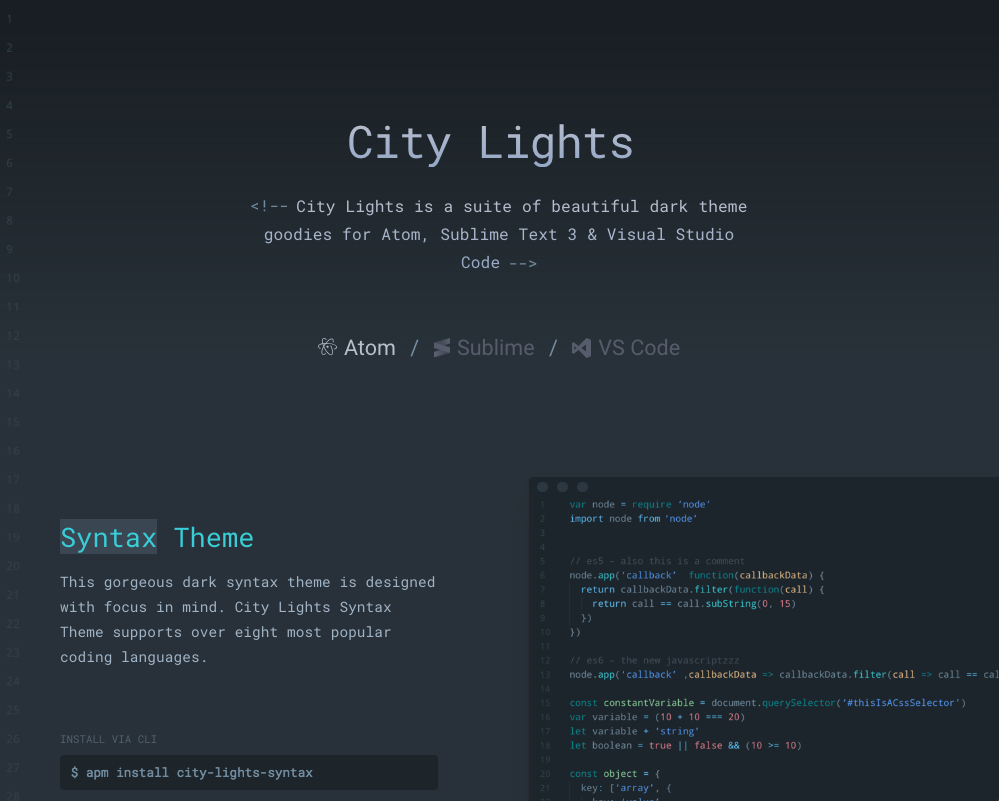 City Lights
<!-- City Lights is a suite of beautiful dark theme
goodies for Atom, Sublime Text 3 & Visual Studio
Code -->
Atom / Sublime / VS Code
Syntax Theme
This gorgeous dark syntax theme is designed
with focus in mind. City Lights Syntax
Theme supports over eight most popular
coding languages.
INSTALL VIA CLI
$ apm install city-lights-syntax
1 var node = require 'node'
2 import node from 'node'
3
4
5 // es5 - also this is a comment
6 node.app('callback' function(callbackData) {
7 return callbackData.filter(function(call) {
8 return call == call.subString(0, 15)
9 })
10 })
11
12 // es6 - the new javascriptzzz
13 node.app('callback' ,callbackData => callbackData.filter(call => call == cal
14
15 const constantVariable = document.querySelector('#thisIsACssSelector')
16 var variable = (10 + 10 === 20)
17 let variable + 'string'
18 let boolean = true || false && (10 >= 10)
19
20 const object = {
21 key: ['array', {
1
2
3
4
5
6
7
8
9
10
11
12
13
14
15
16
17
18
19
20
21
22
23
24
25
26
27
28